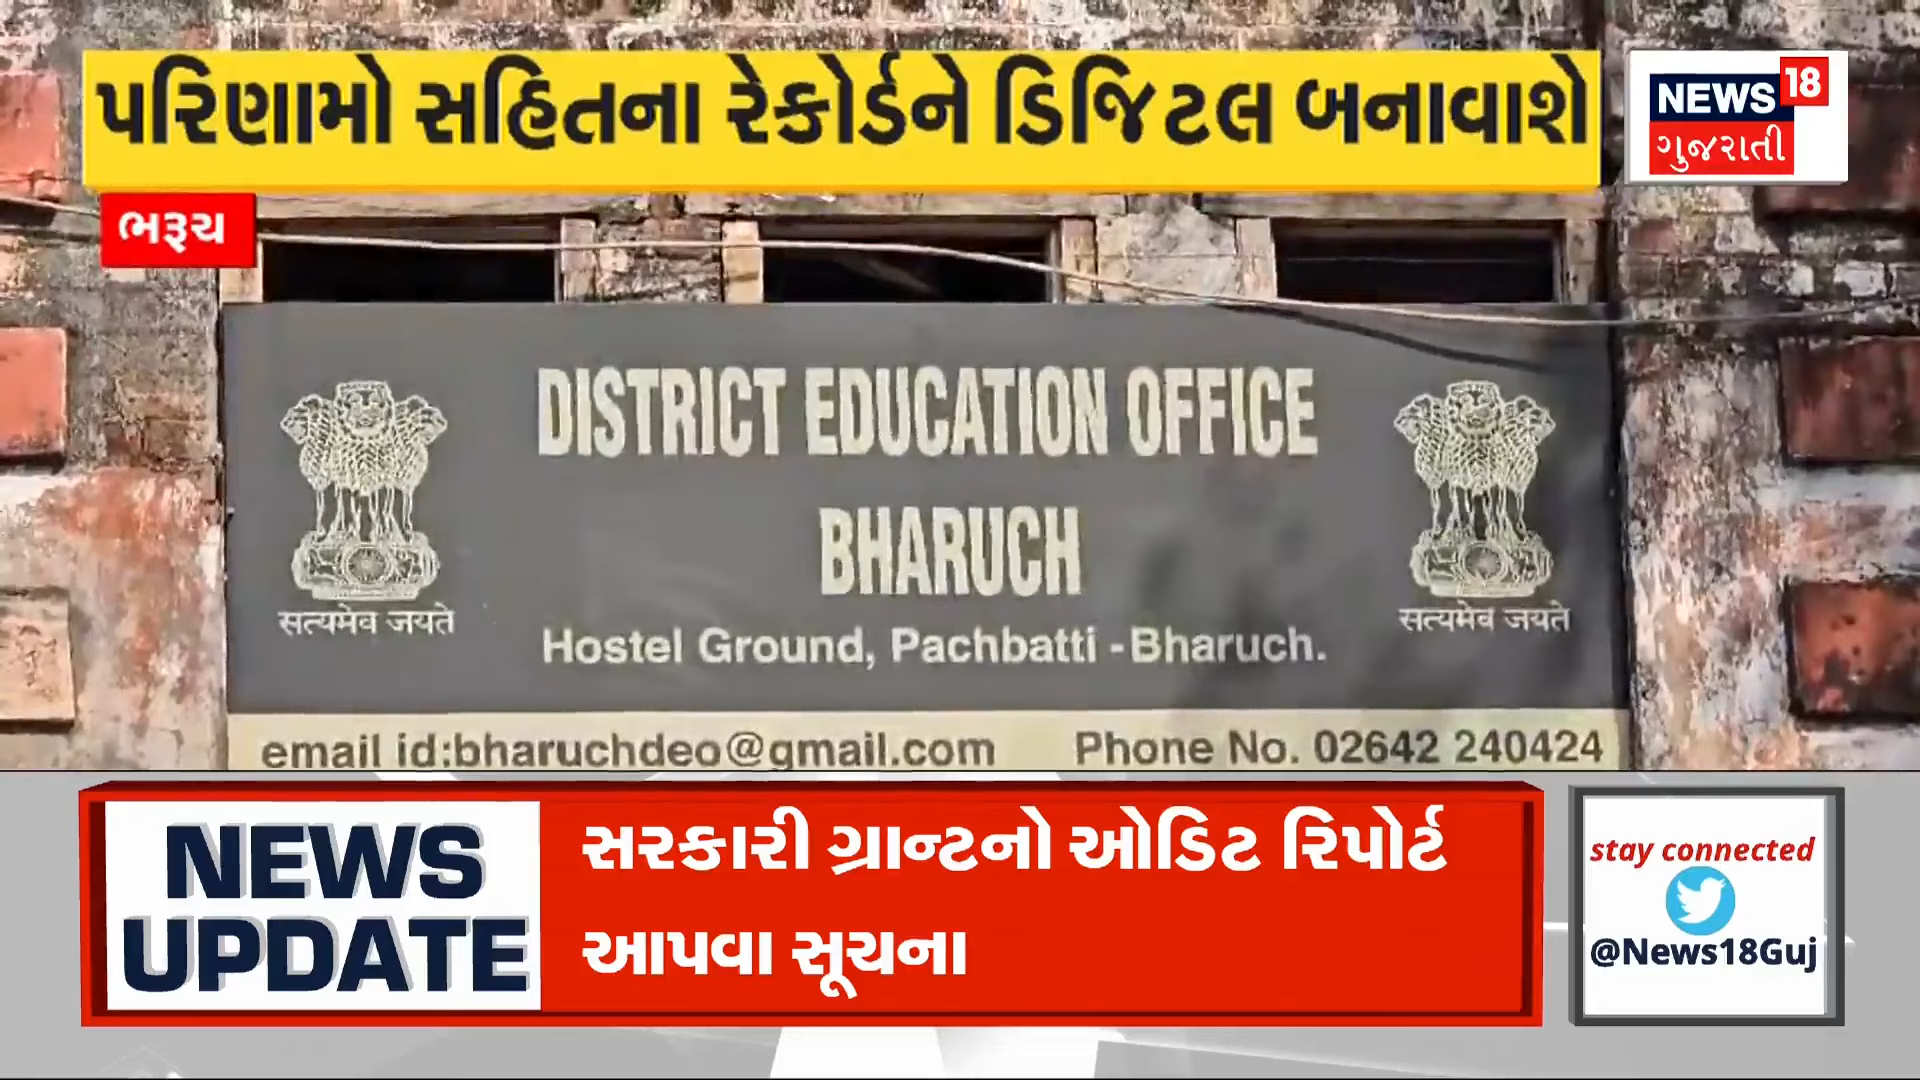 પરિણામો સહિતના રેકોર્ડને ડિજિટલ બનાવાશે
NEWS 18
ગુજરાતી
ભરૂચ
DISTRICT EDUCATION OFFICE
BHARUCH
सत्यमेव जयते
सत्यमेव जयते
Hostel Ground, Pachbatti - Bharuch.
email id:bharuchdeo@gmail.com
Phone No. 02642 240424
NEWS
UPDATE
સરકારી ગ્રાન્ટનો ઓડિટ રિપોર્ટ
આપવા સૂચના
stay connected
@News18Guj